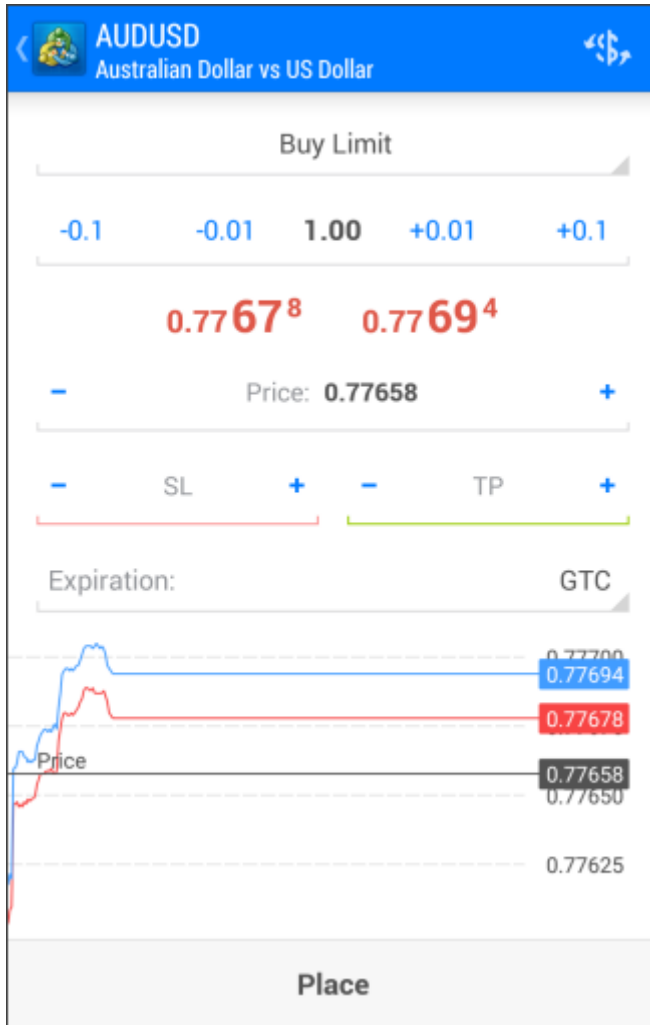 AUDUSD
Australian Dollar vs US Dollar
Buy Limit
-0.1 -0.01 1.00 +0.01 +0.1
0.77678 0.77694
- Price: 0.77658 +
- SL + - TP +
Expiration: GTC
0.77700
0.77694
0.77678
Price
0.77658
0.77650
0.77625
Place